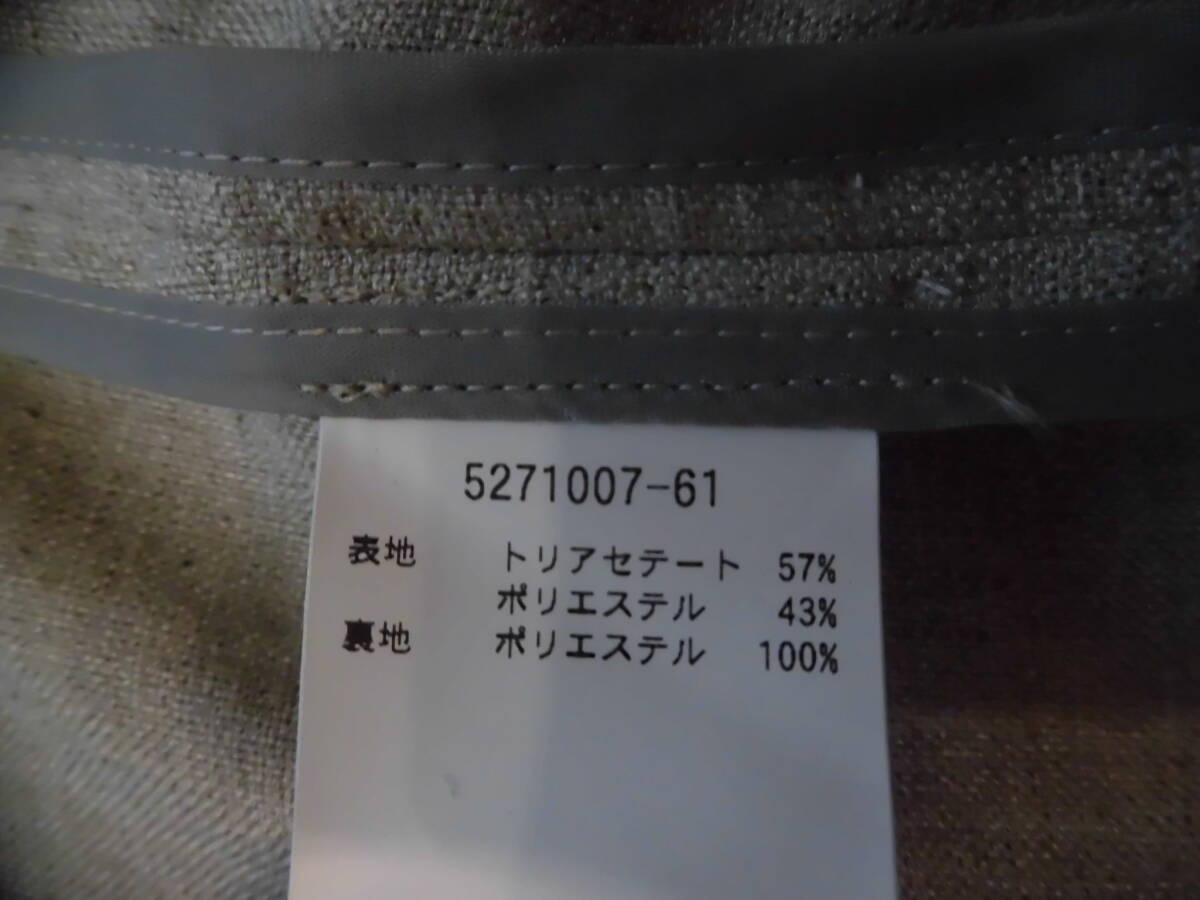 5271007-61
表地 トリアセテート 57%
ポリエステル 43%
裏地 ポリエステル 100%